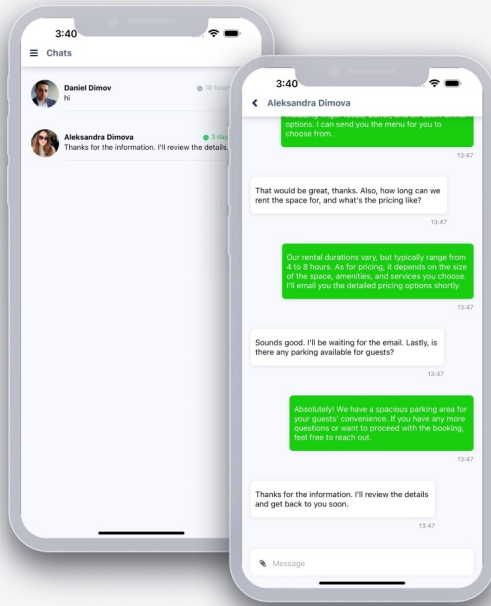 3:40
Chats
Daniel Dimov
18 hour
hi
Aleksandra Dimova
3 day
Thanks for the information. I'll review the details.
3:40
Aleksandra Dimova
options. I can send you the menu for you to
choose from.
13:47
That would be great, thanks. Also, how long can we
rent the space for, and what's the pricing like?
13:47
Our rental durations vary, but typically range from
4 to 8 hours. As for pricing, it depends on the size
of the space, amenities, and services you choose.
I'll email you the detailed pricing options shortly.
13:47
Sounds good. I'll be waiting for the email. Lastly, is
there any parking available for guests?
13:47
Absolutely! We have a spacious parking area for
your guests' convenience. If you have any more
questions or want to proceed with the booking,
feel free to reach out.
13:47
Thanks for the information. I'll review the details
and get back to you soon.
13:47
Message